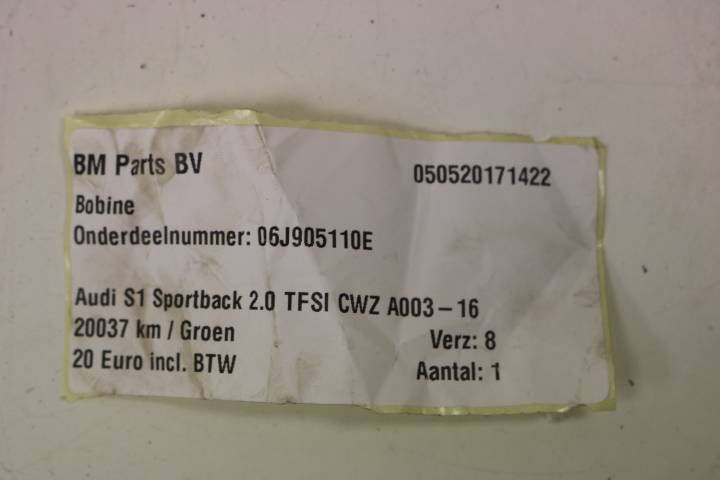 BM Parts BV 050520171422
Bobine
Onderdeelnummer: 06J905110E
Audi S1 Sportback 2.0 TFSI CWZ A003-16
20037 km / Groen Verz: 8
20 Euro incl. BTW Aantal: 1